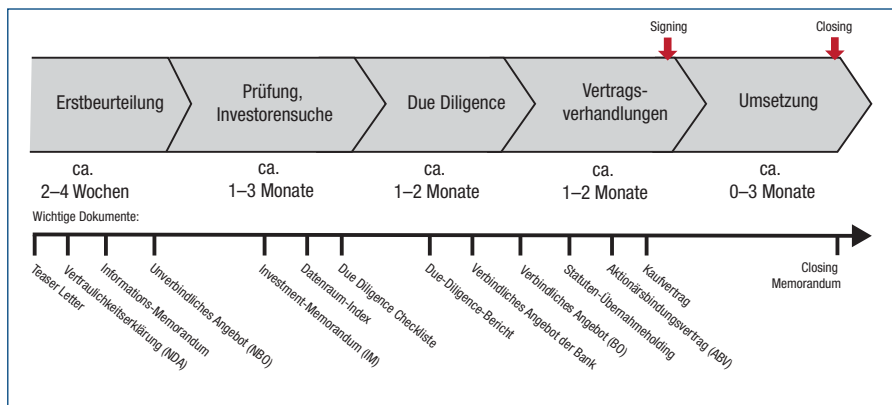 Signing
Closing
Erstbeurteilung
Prüfung,
Investorensuche
Due Diligence
Vertrags-
verhandlungen
Umsetzung
ca.
2–4 Wochen
ca.
1–3 Monate
ca.
1–2 Monate
ca.
1–2 Monate
ca.
0–3 Monate
Wichtige Dokumente:
Teaser Letter
Vertraulichkeitserklärung (NDA)
Informations-Memorandum
Unverbindliches Angebot (NBO)
Investment-Memorandum (IM)
Datenraum-Index
Due Diligence Checkliste
Due-Diligence-Bericht
Verbindliches Angebot der Bank
Verbindliches Angebot (BO)
Statuten-Übernahmeholding
Aktionärsbindungsvertrag (ABV)
Kaufvertrag
Closing
Memorandum